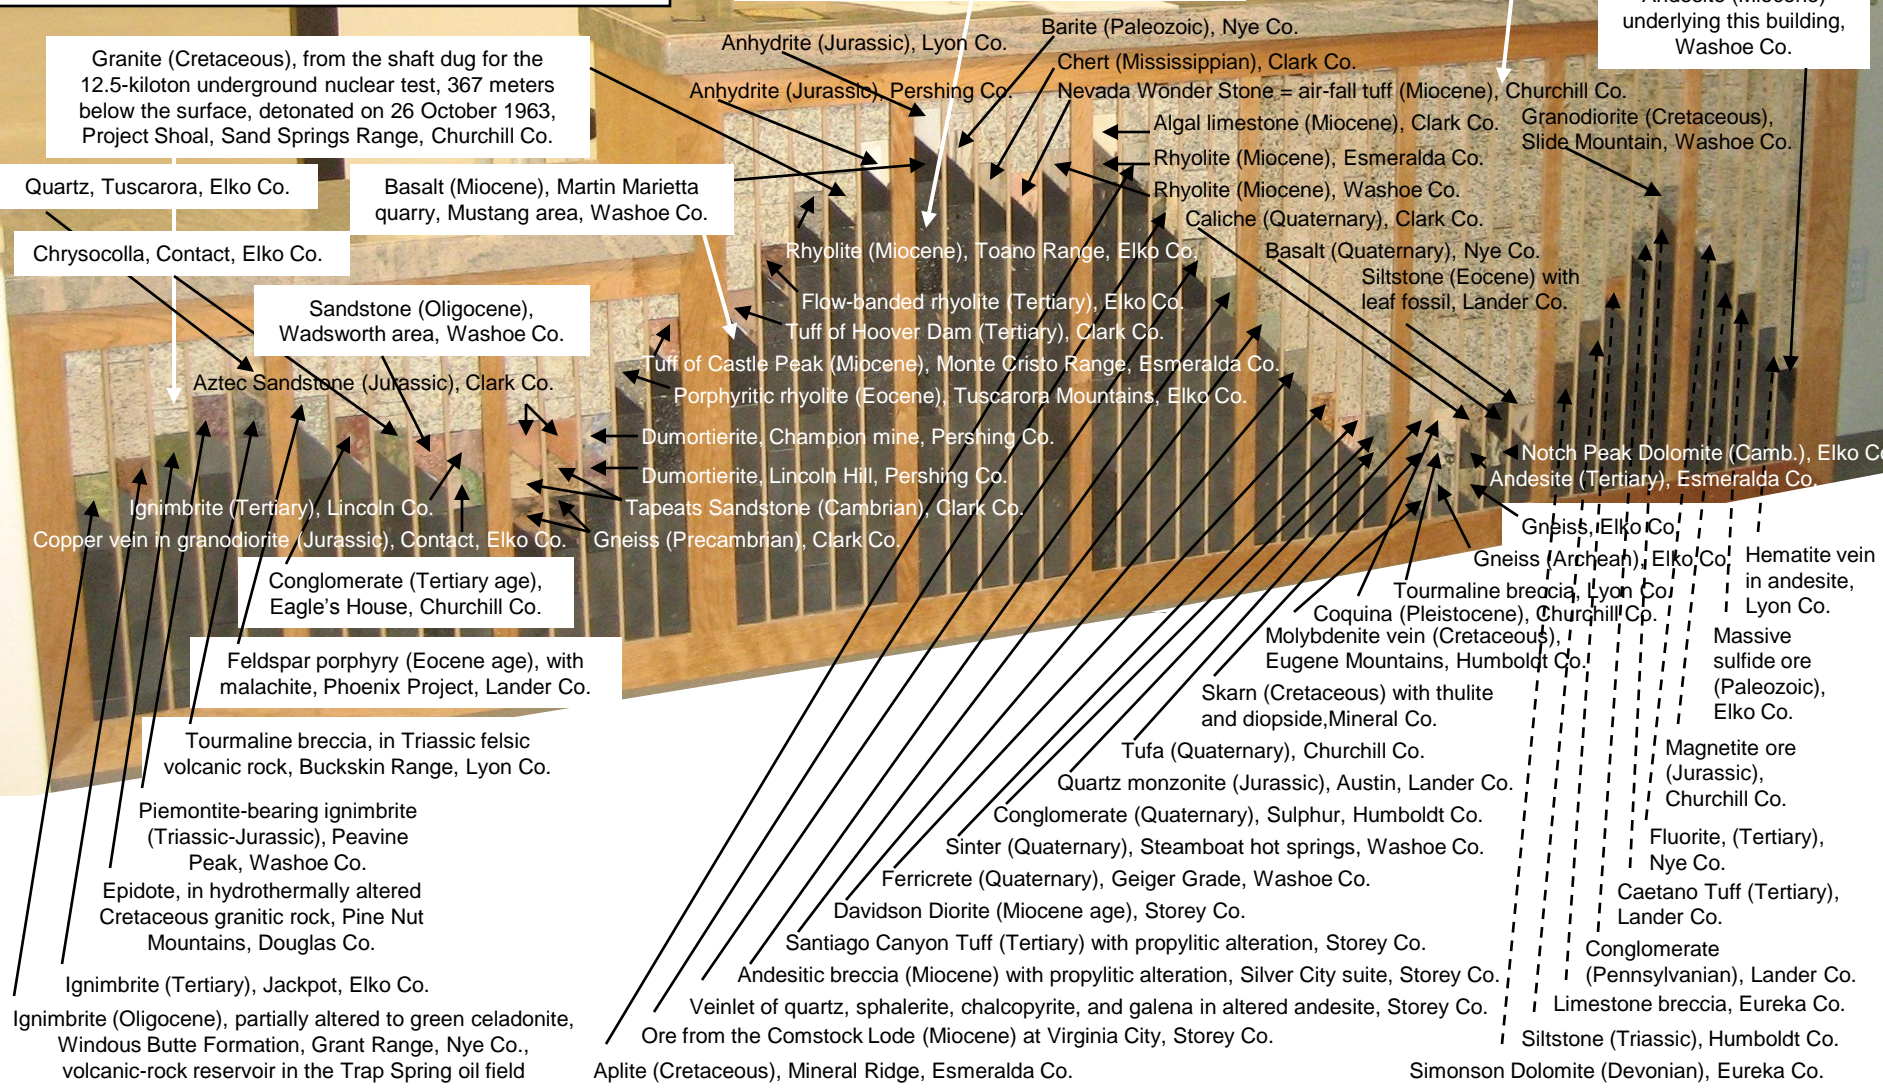 Andesite (Miocene)
underlying this building,
Washoe Co.
Granite (Cretaceous), from the shaft dug for the
12.5-kiloton underground nuclear test, 367 meters
below the surface, detonated on 26 October 1963,
Project Shoal, Sand Springs Range, Churchill Co.
Anhydrite (Jurassic), Lyon Co.
Barite (Paleozoic), Nye Co.
Chert (Mississippian), Clark Co.
Anhydrite (Jurassic), Pershing Co.
Nevada Wonder Stone = air-fall tuff (Miocene), Churchill Co.
Algal limestone (Miocene), Clark Co.
Granodiorite (Cretaceous),
Slide Mountain, Washoe Co.
Rhyolite (Miocene), Esmeralda Co.
Quartz, Tuscarora, Elko Co.
Basalt (Miocene), Martin Marietta
quarry, Mustang area, Washoe Co.
Rhyolite (Miocene), Washoe Co.
Caliche (Quaternary), Clark Co.
Chrysocolla, Contact, Elko Co.
Rhyolite (Miocene), Toano Range, Elko Co.
Basalt (Quaternary), Nye Co.
Siltstone (Eocene) with
leaf fossil, Lander Co.
Sandstone (Oligocene),
Wadsworth area, Washoe Co.
Flow-banded rhyolite (Tertiary), Elko Co.
Tuff of Hoover Dam (Tertiary), Clark Co.
Tuff of Castle Peak (Miocene), Monte Cristo Range, Esmeralda Co.
Aztec Sandstone (Jurassic), Clark Co.
Porphyritic rhyolite (Eocene), Tuscarora Mountains, Elko Co.
Dumortierite, Champion mine, Pershing Co.
Notch Peak Dolomite (Camb.), Elko Co
Dumortierite, Lincoln Hill, Pershing Co.
Andesite (Tertiary), Esmeralda Co.
Ignimbrite (Tertiary), Lincoln Co.
Tapeats Sandstone (Cambrian), Clark Co.
Copper vein in granodiorite (Jurassic), Contact, Elko Co.
Gneiss (Precambrian), Clark Co.
Gneiss, Elko Co.
Gneiss (Archean), Elko Co.
Hematite vein
in andesite,
Lyon Co.
Conglomerate (Tertiary age),
Eagle's House, Churchill Co.
Tourmaline breccia, Lyon Co.
Coquina (Pleistocene), Churchill Co.
Molybdenite vein (Cretaceous),
Eugene Mountains, Humboldt Co.
Massive
sulfide ore
(Paleozoic),
Elko Co.
Feldspar porphyry (Eocene age), with
malachite, Phoenix Project, Lander Co.
Skarn (Cretaceous) with thulite
and diopside,Mineral Co.
Tourmaline breccia, in Triassic felsic
volcanic rock, Buckskin Range, Lyon Co.
Tufa (Quaternary), Churchill Co.
Magnetite ore
(Jurassic),
Churchill Co.
Quartz monzonite (Jurassic), Austin, Lander Co.
Piemontite-bearing ignimbrite
(Triassic-Jurassic), Peavine
Peak, Washoe Co.
Conglomerate (Quaternary), Sulphur, Humboldt Co.
Fluorite, (Tertiary),
Nye Co.
Sinter (Quaternary), Steamboat hot springs, Washoe Co.
Epidote, in hydrothermally altered
Cretaceous granitic rock, Pine Nut
Mountains, Douglas Co.
Ferricrete (Quaternary), Geiger Grade, Washoe Co.
Caetano Tuff (Tertiary),
Lander Co.
Davidson Diorite (Miocene age), Storey Co.
Santiago Canyon Tuff (Tertiary) with propylitic alteration, Storey Co.
Conglomerate
(Pennsylvanian), Lander Co.
Ignimbrite (Tertiary), Jackpot, Elko Co.
Andesitic breccia (Miocene) with propylitic alteration, Silver City suite, Storey Co.
Veinlet of quartz, sphalerite, chalcopyrite, and galena in altered andesite, Storey Co.
Limestone breccia, Eureka Co.
Ignimbrite (Oligocene), partially altered to green celadonite,
Windous Butte Formation, Grant Range, Nye Co.,
volcanic-rock reservoir in the Trap Spring oil field
Ore from the Comstock Lode (Miocene) at Virginia City, Storey Co.
Siltstone (Triassic), Humboldt Co.
Aplite (Cretaceous), Mineral Ridge, Esmeralda Co.
Simonson Dolomite (Devonian), Eureka Co.